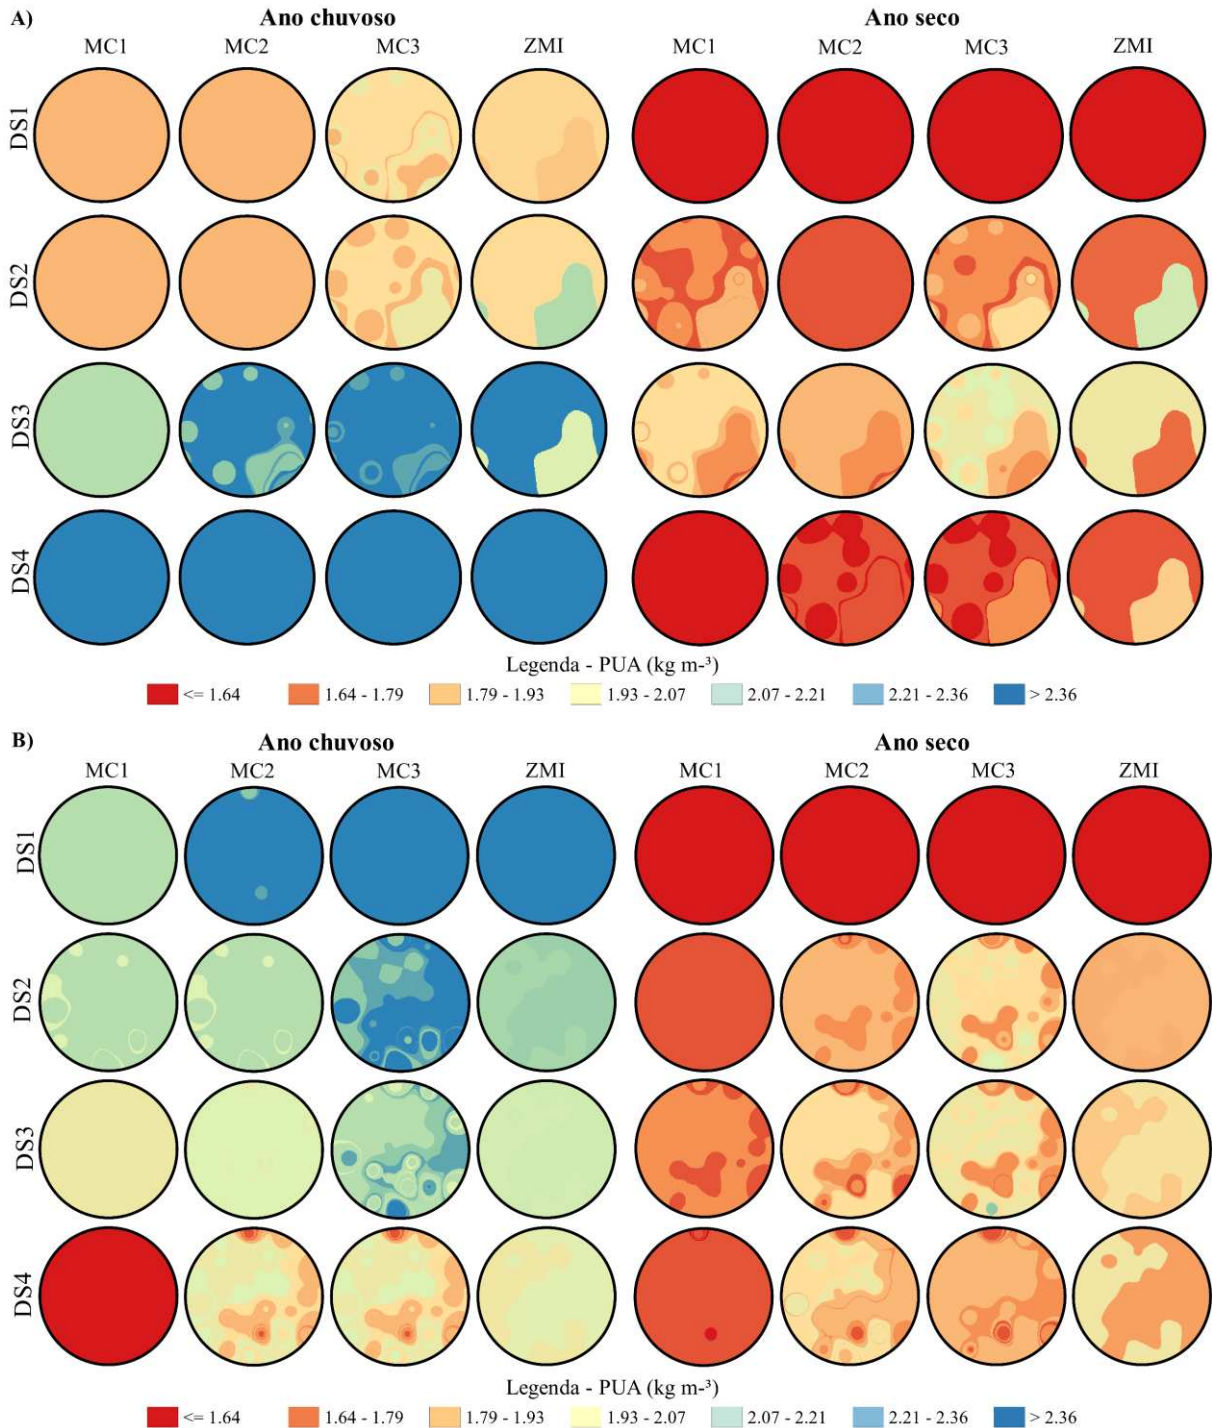 A)
Ano chuvoso Ano seco
MC1 MC2 MC3 ZMI MC1 MC2 MC3 ZMI
DS1
DS2
DS3
DS4
Legenda - PUA (kg m-³)
<= 1.64 1.64 - 1.79 1.79 - 1.93 1.93 - 2.07 2.07 - 2.21 2.21 - 2.36 > 2.36
B)
Ano chuvoso Ano seco
MC1 MC2 MC3 ZMI MC1 MC2 MC3 ZMI
DS1
DS2
DS3
DS4
Legenda - PUA (kg m-³)
<= 1.64 1.64 - 1.79 1.79 - 1.93 1.93 - 2.07 2.07 - 2.21 2.21 - 2.36 > 2.36